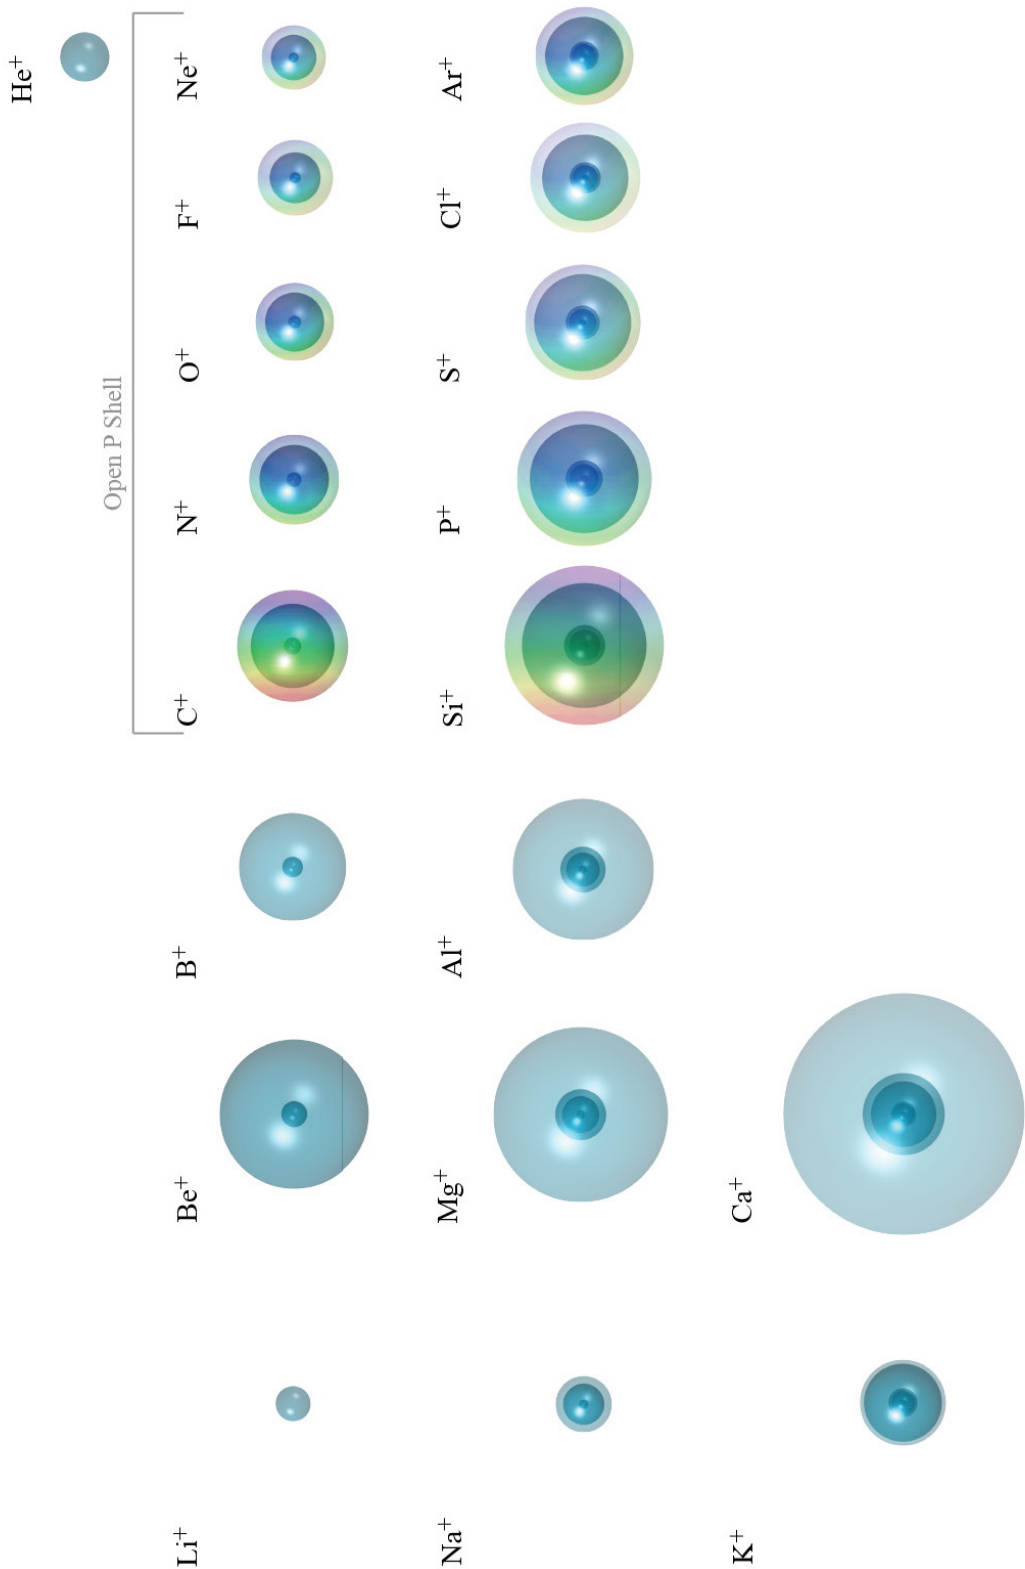 He⁺
Open P Shell
Li⁺
Be⁺
B⁺
C⁺
N⁺
O⁺
F⁺
Ne⁺
Na⁺
Mg⁺
Al⁺
Si⁺
P⁺
S⁺
Cl⁺
Ar⁺
K⁺
Ca⁺